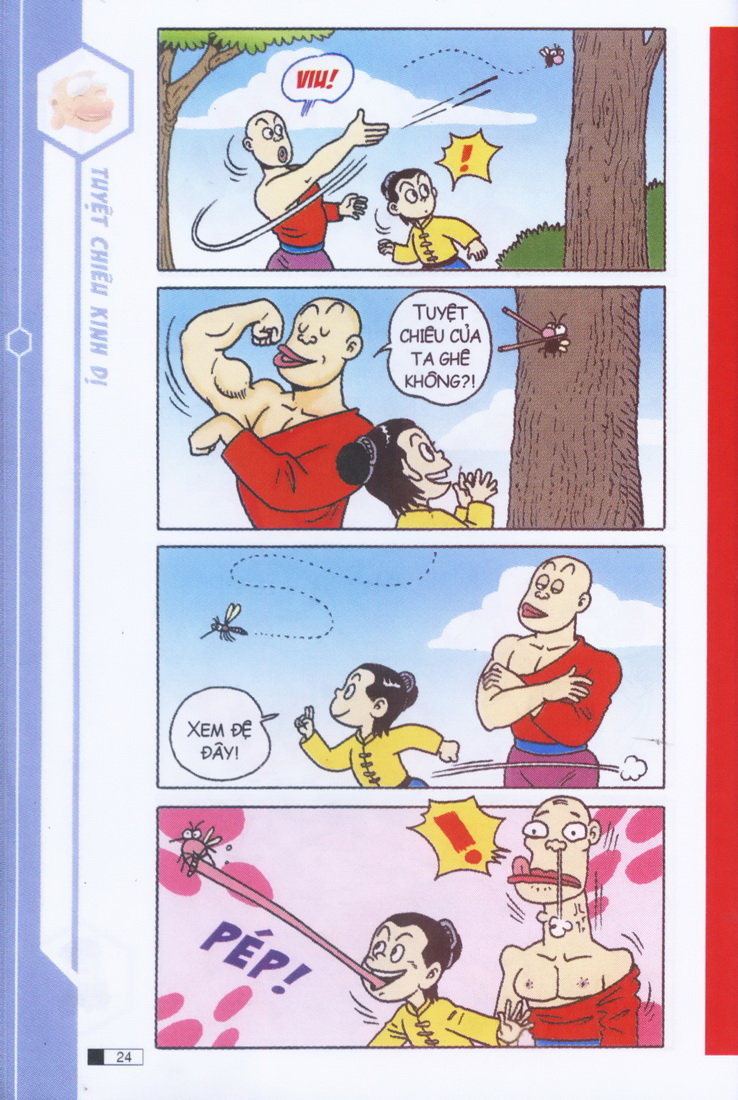 TUYỆT CHIÊU KINH DỊ
VIU!
!
TUYỆT
CHIÊU CỦA
TA GHÊ
KHÔNG?!
XEM ĐỆ
ĐÂY!
!
PÉP!
24